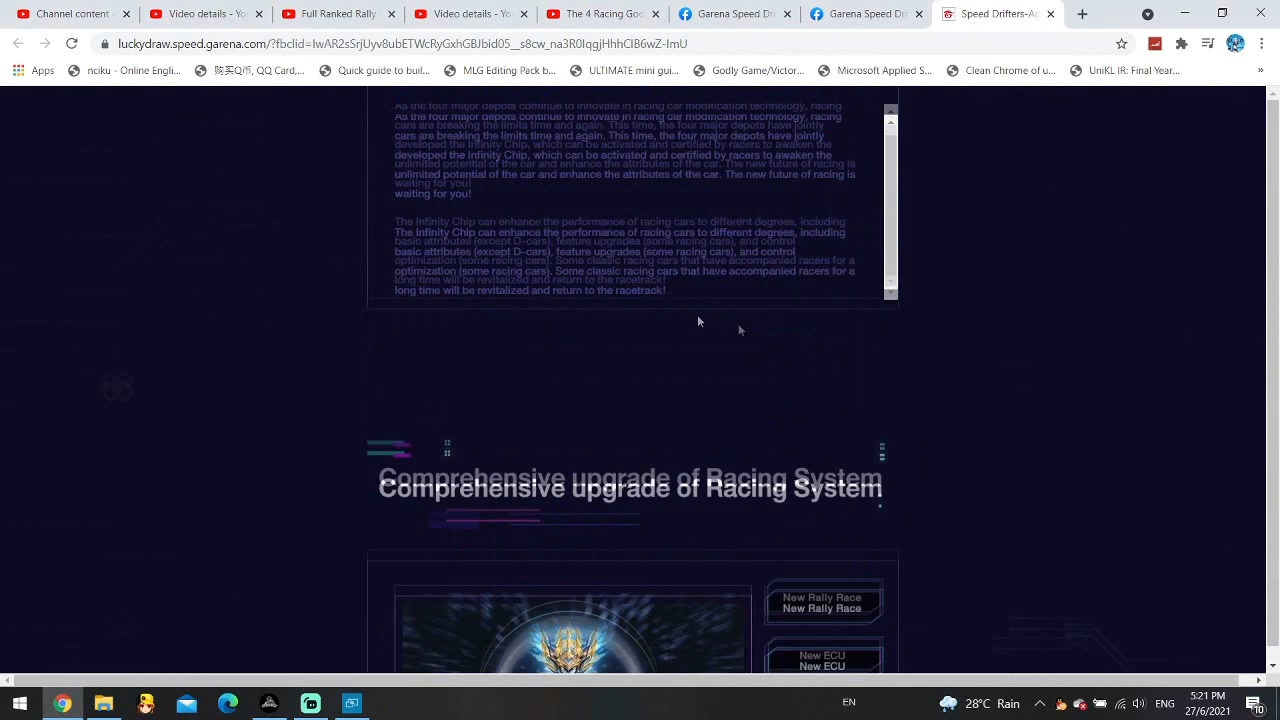 Channel content - Yo
Video details - YouT
Full Ranked Rally
Video details - YouT
The Racing God
Garena Speed Dri
Garena Speed Dri
Speed Drifters-Ag
luckydraw.speed.garena.com/
Apps
nciku - Online Engli...
购买Q币, QQ Card,...
Quick guide to buil...
MLG Editing Pack b...
ULTIMATE mini gui...
Godly Game/Victor...
Microsoft Applied S...
Clean Chrome of u...
UniKL IR: Final Year...
As the four major depots continue to innovate in racing car modification technology, racing
cars are breaking the limits time and again. This time, the four major depots have jointly
developed the Infinity Chip, which can be activated and certified by racers to awaken the
unlimited potential of the car and enhance the attributes of the car. The new future of racing is
waiting for you!
The Infinity Chip can enhance the performance of racing cars to different degrees, including
basic attributes (except D-cars), feature upgrades (some racing cars), and control
optimization (some racing cars). Some classic racing cars that have accompanied racers for a
long time will be revitalized and return to the racetrack!
Comprehensive upgrade of Racing System
New Rally Race
New ECU
EN
28°C Rain
ENG
5:21 PM
27/6/2021